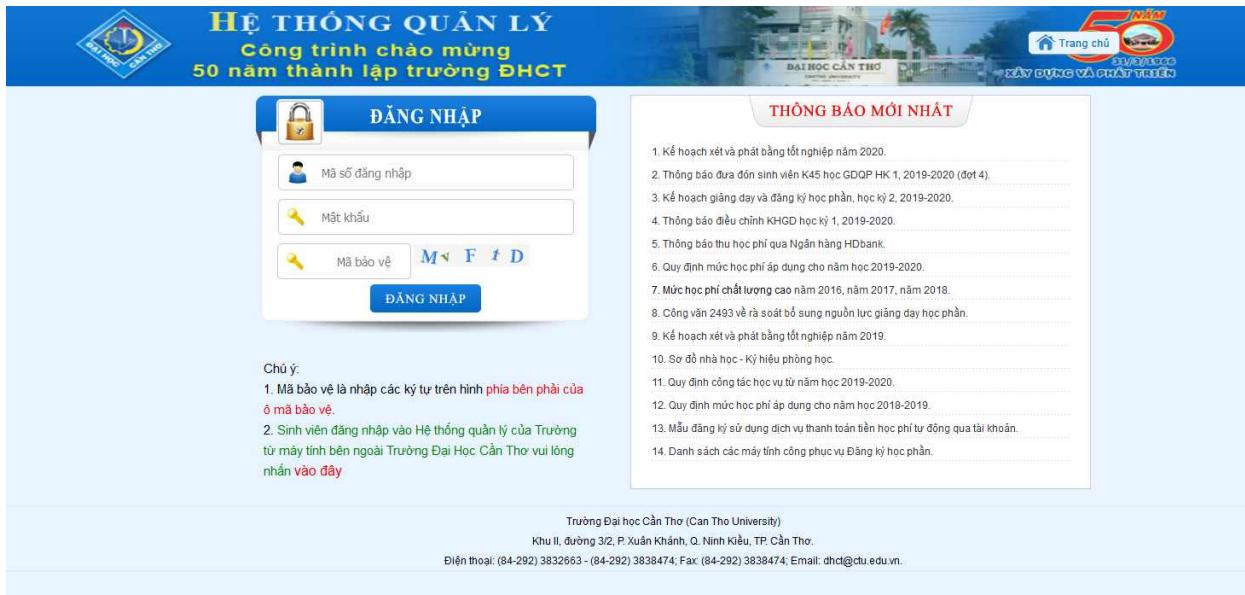 ĐẠI HỌC CẦN THƠ
HỆ THỐNG QUẢN LÝ
Công trình chào mừng
50 năm thành lập trường ĐHCT
ĐẠI HỌC CẦN THƠ
Trang chủ
50 NĂM
31/3/1966
XÂY DỰNG VÀ PHÁT TRIỂN
ĐĂNG NHẬP
Mã số đăng nhập
Mật khẩu
Mã bảo vệ
M v F t D
ĐĂNG NHẬP
Chú ý:
1. Mã bảo vệ là nhập các ký tự trên hình phía bên phải của
ô mã bảo vệ.
2. Sinh viên đăng nhập vào Hệ thống quản lý của Trường
từ máy tính bên ngoài Trường Đại Học Cần Thơ vui lòng
nhấn vào đây
THÔNG BÁO MỚI NHẤT
1. Kế hoạch xét và phát bằng tốt nghiệp năm 2020.
2. Thông báo đưa đón sinh viên K45 học GDQP HK 1, 2019-2020 (đợt 4).
3. Kế hoạch giảng dạy và đăng ký học phần, học kỳ 2, 2019-2020.
4. Thông báo điều chỉnh KHGD học kỳ 1, 2019-2020.
5. Thông báo thu học phí qua Ngân hàng HDbank.
6. Quy định mức học phí áp dụng cho năm học 2019-2020.
7. Mức học phí chất lượng cao năm 2016, năm 2017, năm 2018.
8. Công văn 2493 về rà soát bổ sung nguồn lực giảng dạy học phần.
9. Kế hoạch xét và phát bằng tốt nghiệp năm 2019.
10. Sơ đồ nhà học - Ký hiệu phòng học.
11. Quy định công tác học vụ từ năm học 2019-2020.
12. Quy định mức học phí áp dụng cho năm học 2018-2019.
13. Mẫu đăng ký sử dụng dịch vụ thanh toán tiền học phí tự động qua tài khoản.
14. Danh sách các máy tính công phục vụ Đăng ký học phần.
Trường Đại học Cần Thơ (Can Tho University)
Khu II, đường 3/2, P. Xuân Khánh, Q. Ninh Kiều, TP. Cần Thơ.
Điện thoại: (84-292) 3832663 - (84-292) 3838474; Fax: (84-292) 3838474; Email: dhct@ctu.edu.vn.